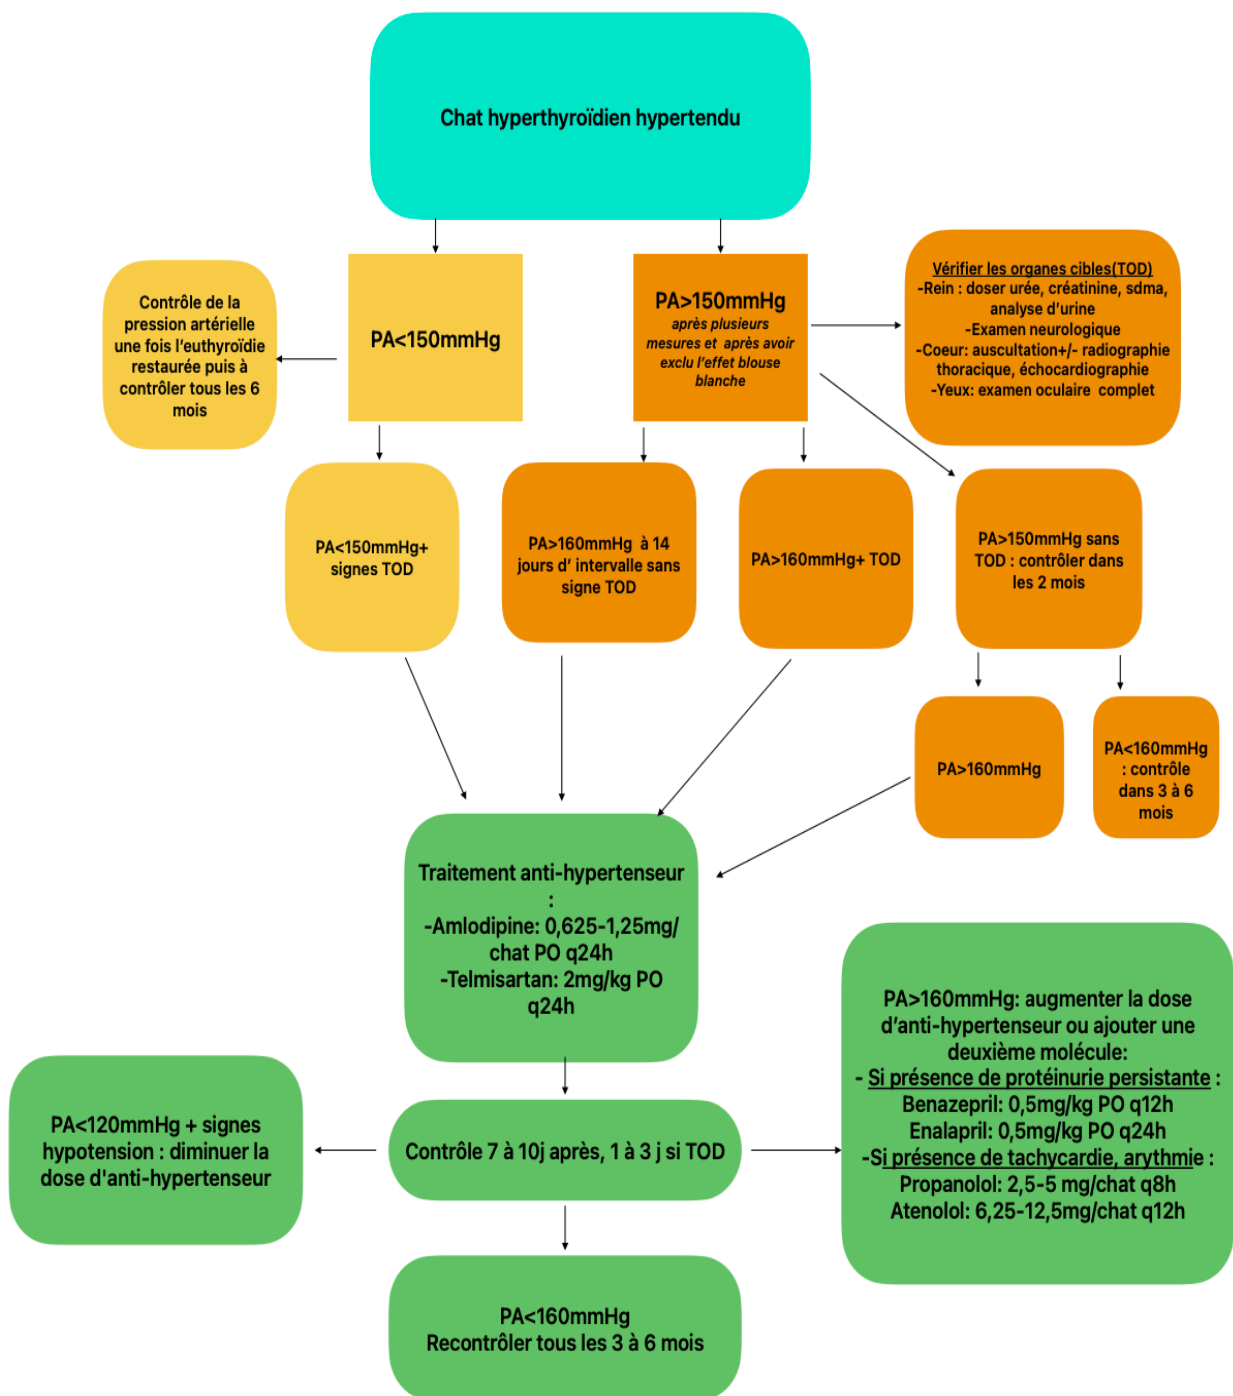 Chat hyperthyroïdien hypertendu
Contrôle de la
pression artérielle
une fois l'euthyroïdie
restaurée puis à
contrôler tous les 6
mois
PA<150mmHg
PA>150mmHg
après plusieurs
mesures et après avoir
exclu l'effet blouse
blanche
Vérifier les organes cibles(TOD)
-Rein : doser urée, créatinine, sdma,
analyse d'urine
-Examen neurologique
-Coeur: auscultation+/- radiographie
thoracique, échocardiographie
-Yeux: examen oculaire complet
PA<150mmHg+
signes TOD
PA>160mmHg à 14
jours d' intervalle sans
signe TOD
PA>160mmHg+ TOD
PA>150mmHg sans
TOD : contrôler dans
les 2 mois
PA>160mmHg
PA<160mmHg
: contrôle
dans 3 à 6
mois
Traitement anti-hypertenseur
:
-Amlodipine: 0,625-1,25mg/
chat PO q24h
-Telmisartan: 2mg/kg PO
q24h
PA>160mmHg: augmenter la dose
d'anti-hypertenseur ou ajouter une
deuxième molécule:
- Si présence de protéinurie persistante :
Benazepril: 0,5mg/kg PO q12h
Enalapril: 0,5mg/kg PO q24h
-Si présence de tachycardie, arythmie :
Propanolol: 2,5-5 mg/chat q8h
Atenolol: 6,25-12,5mg/chat q12h
PA<120mmHg + signes
hypotension : diminuer la
dose d'anti-hypertenseur
Contrôle 7 à 10j après, 1 à 3 j si TOD
PA<160mmHg
Recontrôler tous les 3 à 6 mois